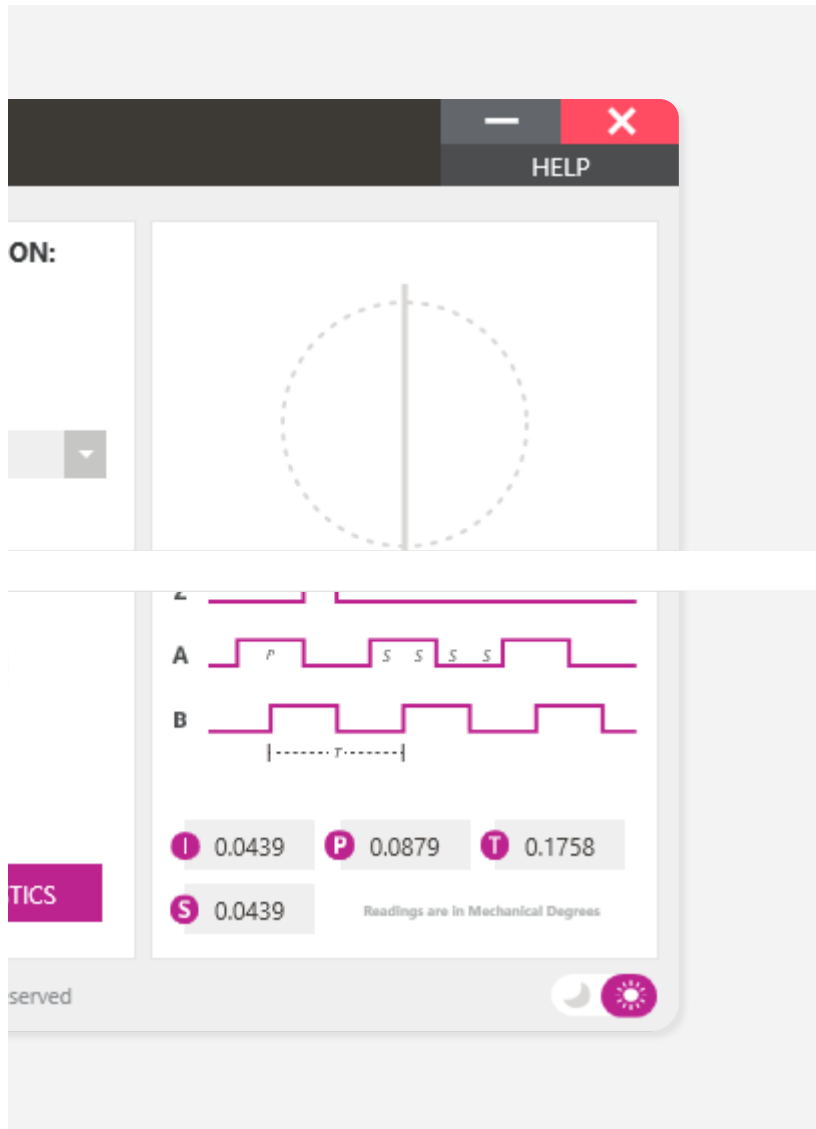 HELP
ON:
A P S S S S
B
T
I 0.0439 P 0.0879 T 0.1758
TICS
S 0.0439 Readings are in Mechanical Degrees
served